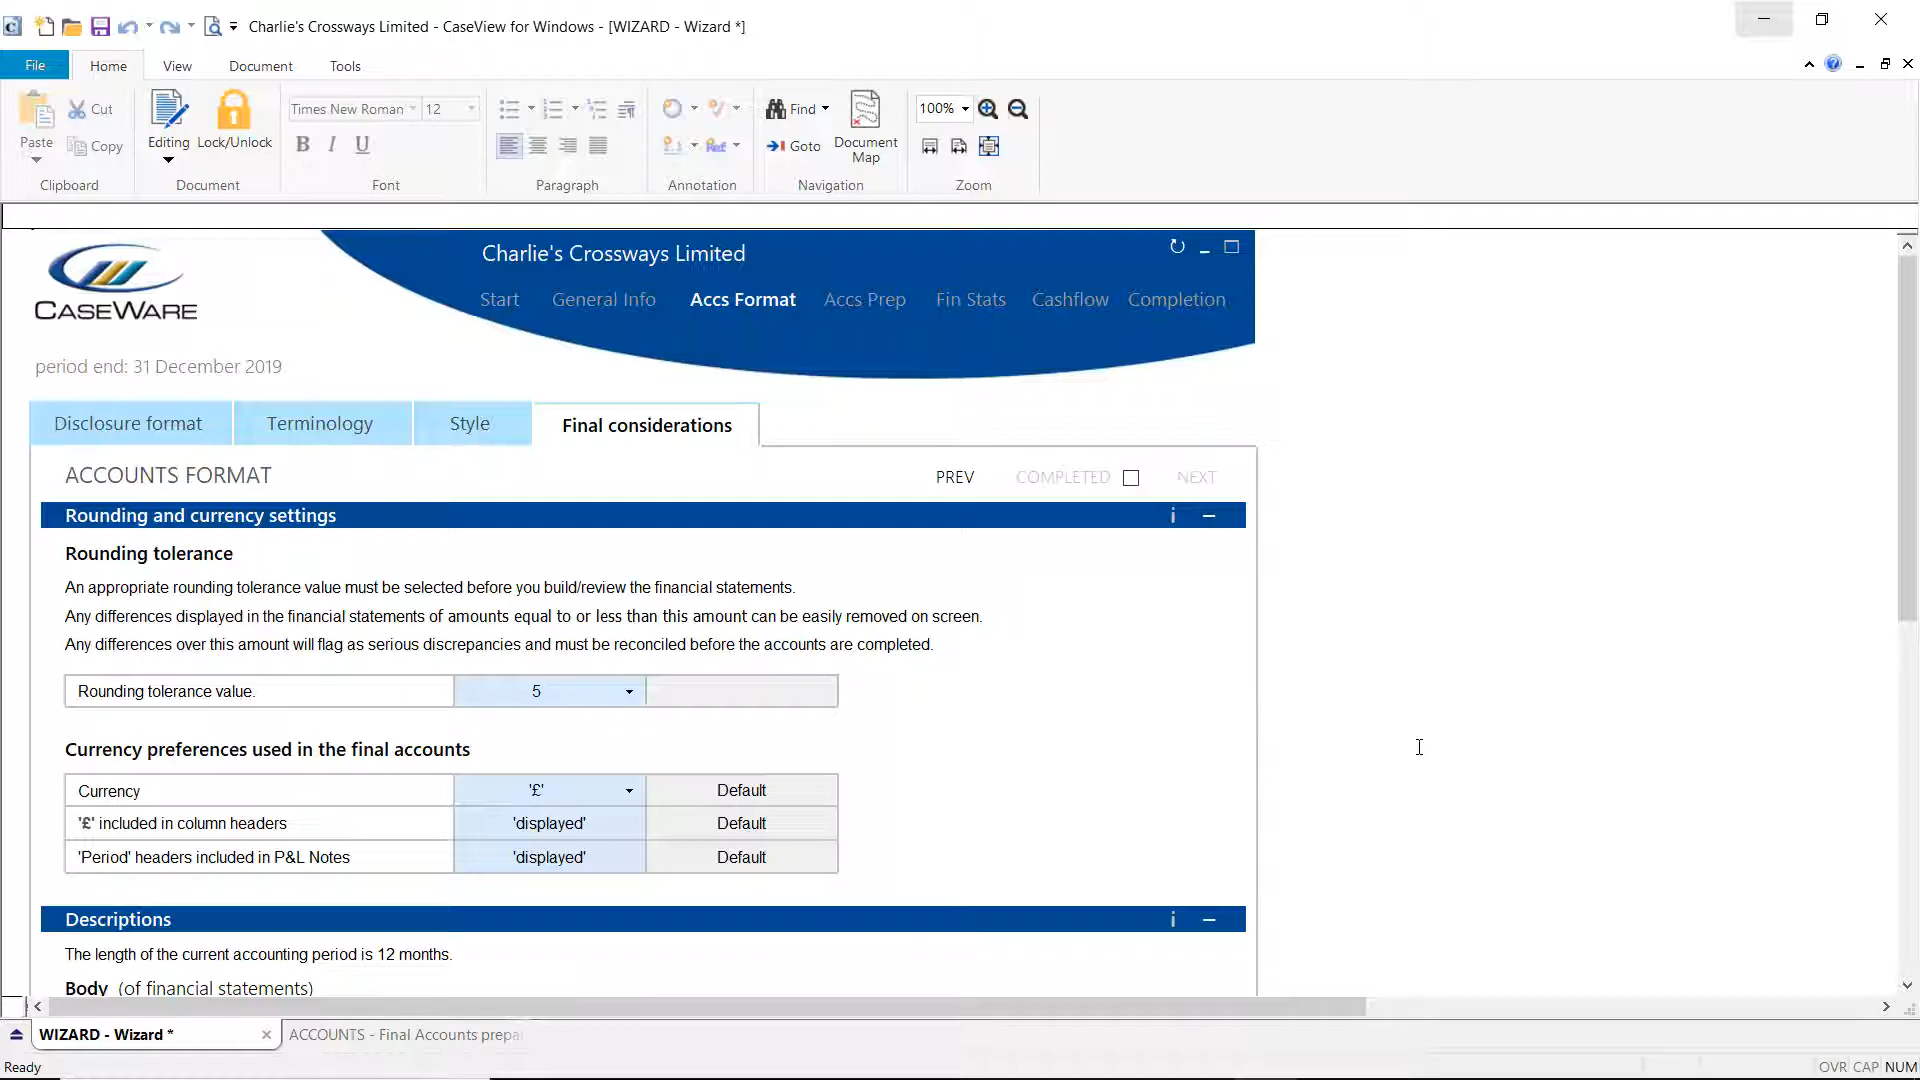 Charlie's Crossways Limited - CaseView for Windows - [WIZARD - Wizard *]
File Home View Document Tools
Paste Cut Copy Clipboard
Editing Lock/Unlock Document
Times New Roman 12
B I U
Font
Paragraph
Ref
Annotation
Find Goto Document Map
Navigation
100%
Zoom
CASEWARE
Charlie's Crossways Limited
Start General Info Accs Format Accs Prep Fin Stats Cashflow Completion
period end: 31 December 2019
Disclosure format Terminology Style Final considerations
ACCOUNTS FORMAT PREV COMPLETED NEXT
Rounding and currency settings i
Rounding tolerance
An appropriate rounding tolerance value must be selected before you build/review the financial statements.
Any differences displayed in the financial statements of amounts equal to or less than this amount can be easily removed on screen.
Any differences over this amount will flag as serious discrepancies and must be reconciled before the accounts are completed.
Rounding tolerance value. 5
Currency preferences used in the final accounts
Currency '£' Default
'£' included in column headers 'displayed' Default
'Period' headers included in P&L Notes 'displayed' Default
Descriptions i
The length of the current accounting period is 12 months.
Body (of financial statements)
WIZARD - Wizard * ACCOUNTS - Final Accounts prepa
Ready OVR CAP NUM